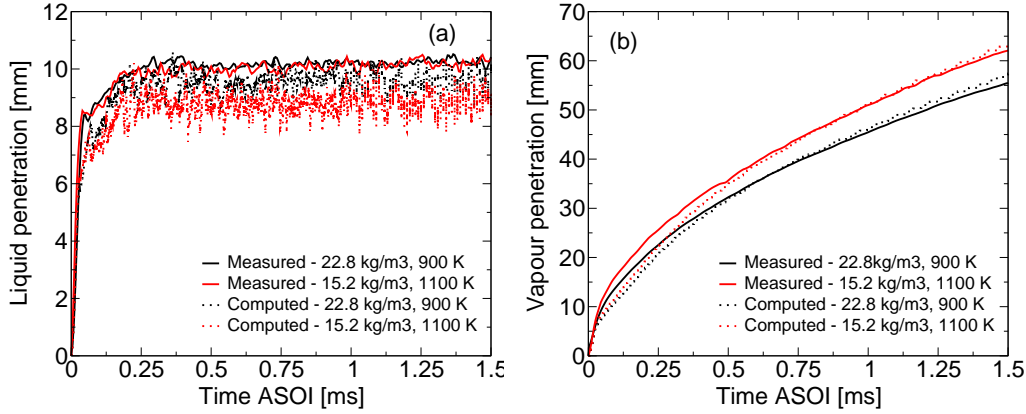 (a)
12
10
8
6
4
2
0
Liquid penetration [mm]
Measured - 22.8 kg/m3, 900 K
Measured - 15.2 kg/m3, 1100 K
Computed - 22.8 kg/m3, 900 K
Computed - 15.2 kg/m3, 1100 K
0 0.25 0.5 0.75 1 1.25 1.5
Time ASOI [ms]
(b)
70
60
50
40
30
20
10
0
Vapour penetration [mm]
Measured - 22.8kg/m3, 900 K
Measured - 15.2 kg/m3, 1100 K
Computed - 22.8 kg/m3, 900 K
Computed - 15.2 kg/m3, 1100 K
0 0.25 0.5 0.75 1 1.25 1.5
Time ASOI [ms]